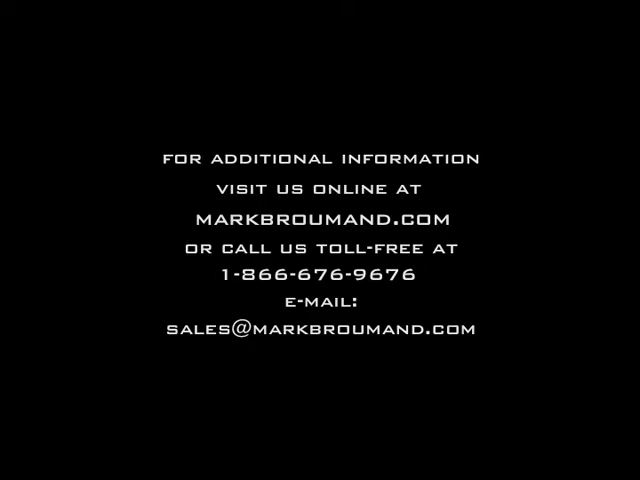 FOR ADDITIONAL INFORMATION
VISIT US ONLINE AT
MARKBROUMAND.COM
OR CALL US TOLL-FREE AT
1-866-676-9676
E-MAIL:
SALES@MARKBROUMAND.COM